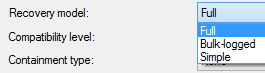 Recovery model: Full
Full
Compatibility level: Bulk-logged
Simple
Containment type: